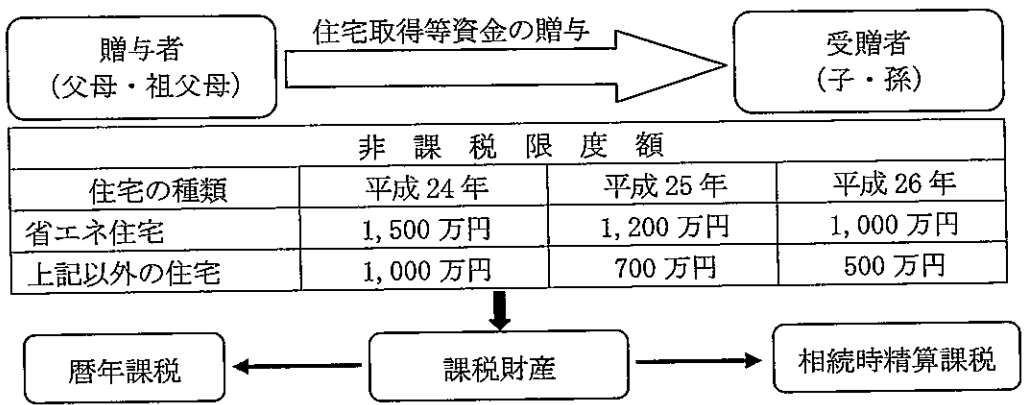 贈与者
(父母・祖父母)
住宅取得等資金の贈与
受贈者
(子・孫)
非課税限度額
住宅の種類 平成24年 平成25年 平成26年
省エネ住宅 1,500万円 1,200万円 1,000万円
上記以外の住宅 1,000万円 700万円 500万円
暦年課税
課税財産
相続時精算課税